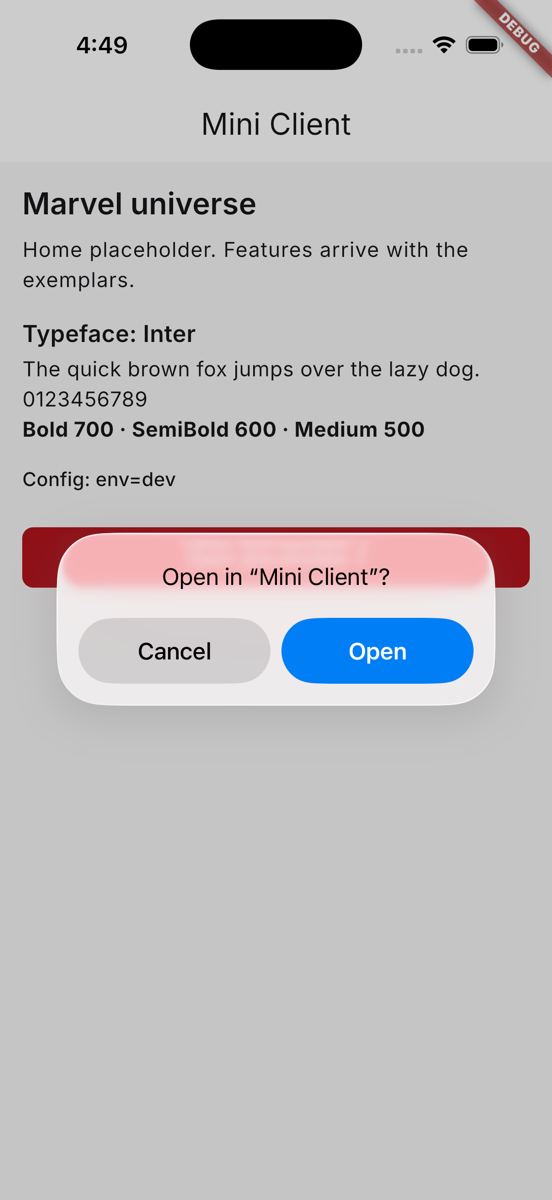 4:49
DEBUG
Mini Client
Marvel universe
Home placeholder. Features arrive with the
exemplars.
Typeface: Inter
The quick brown fox jumps over the lazy dog.
0123456789
Bold 700 · SemiBold 600 · Medium 500
Config: env=dev
Open in “Mini Client”?
Cancel
Open